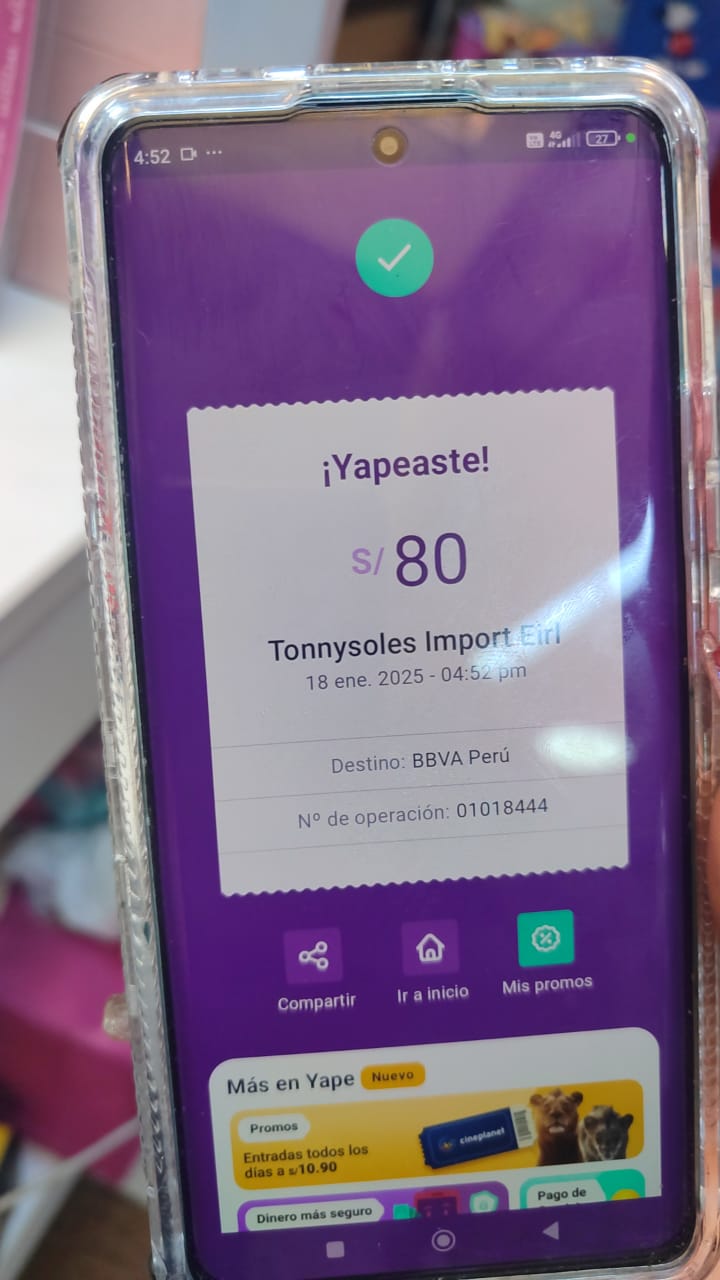 4:52
4G
27
¡Yapeaste!
S/ 80
Tonnysoles Import Eirl
18 ene. 2025 - 04:52 pm
Destino: BBVA Perú
Nº de operación: 01018444
Compartir
Ir a inicio
Mis promos
Más en Yape Nuevo
Promos
Entradas todos los
días a s/10.90
cineplanet
Dinero más seguro
Pago de